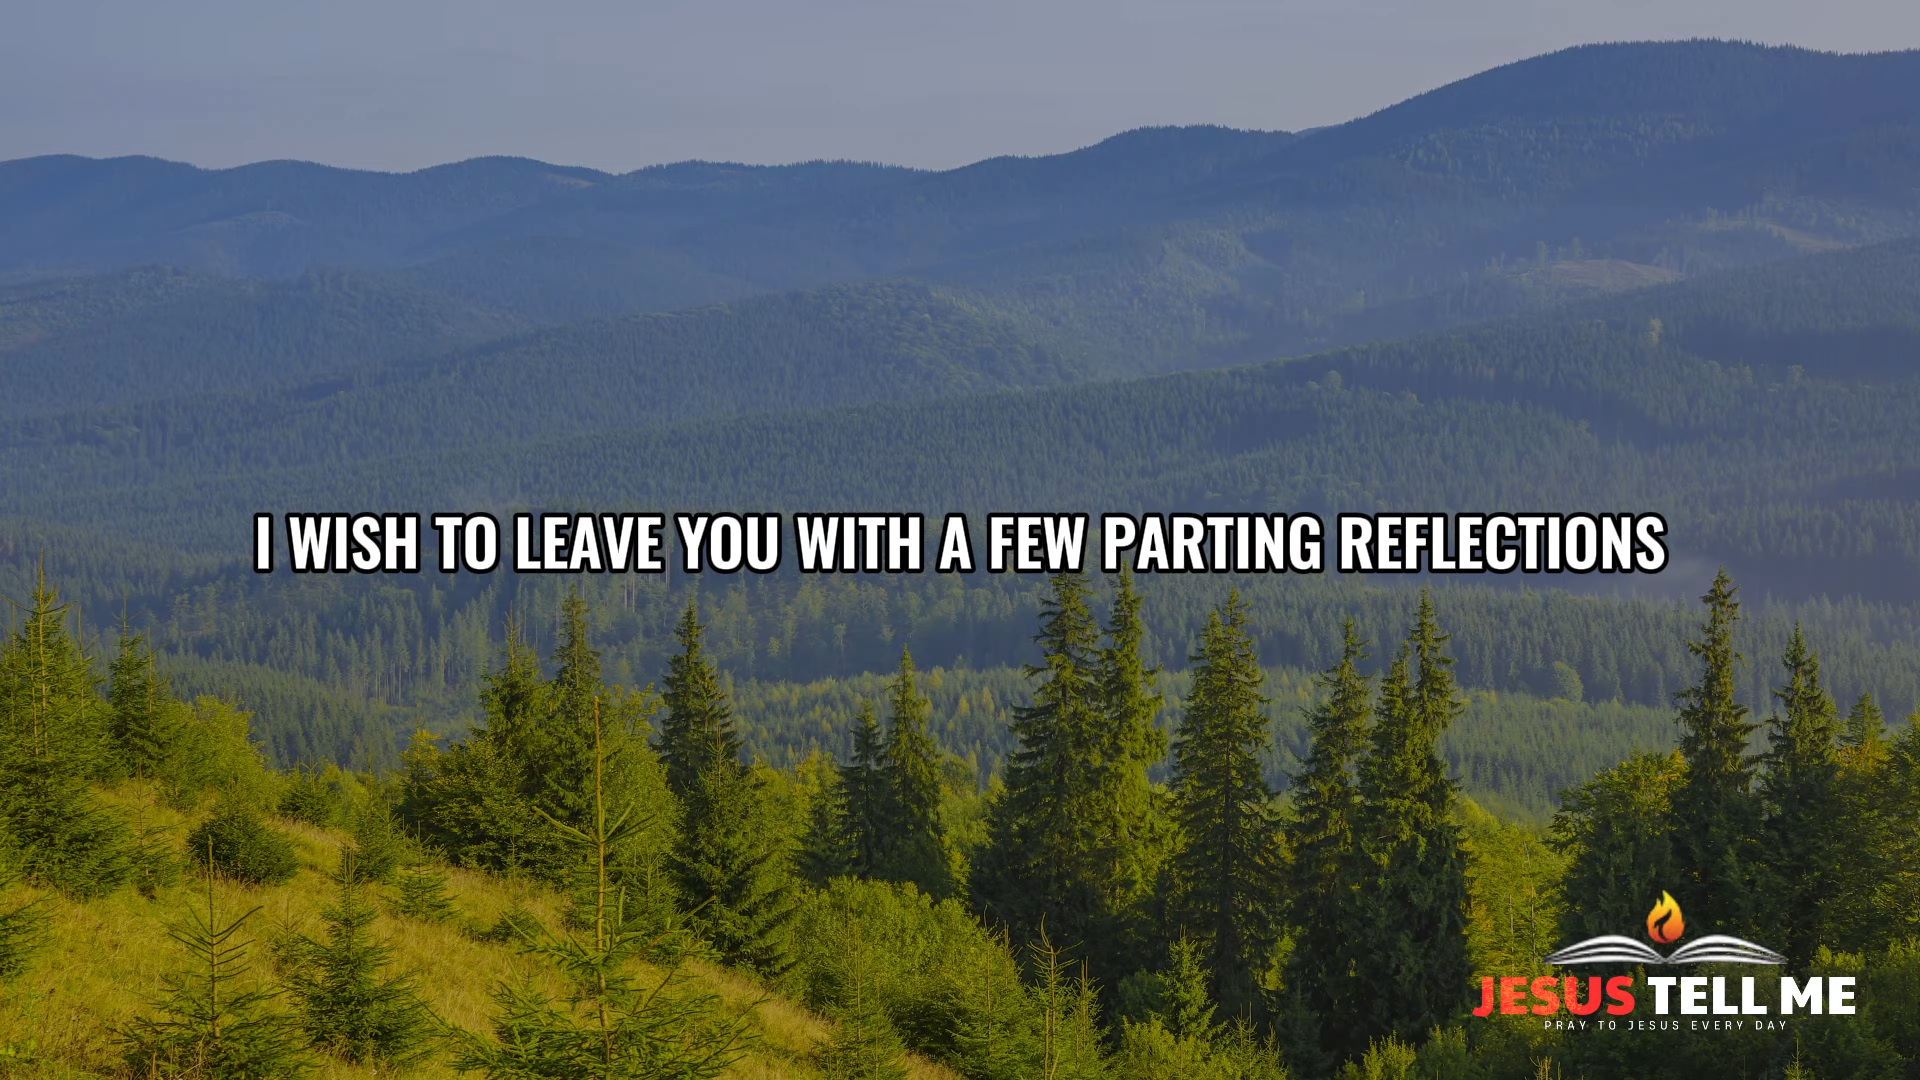 I WISH TO LEAVE YOU WITH A FEW PARTING REFLECTIONS
JESUS TELL ME
PRAY TO JESUS EVERY DAY